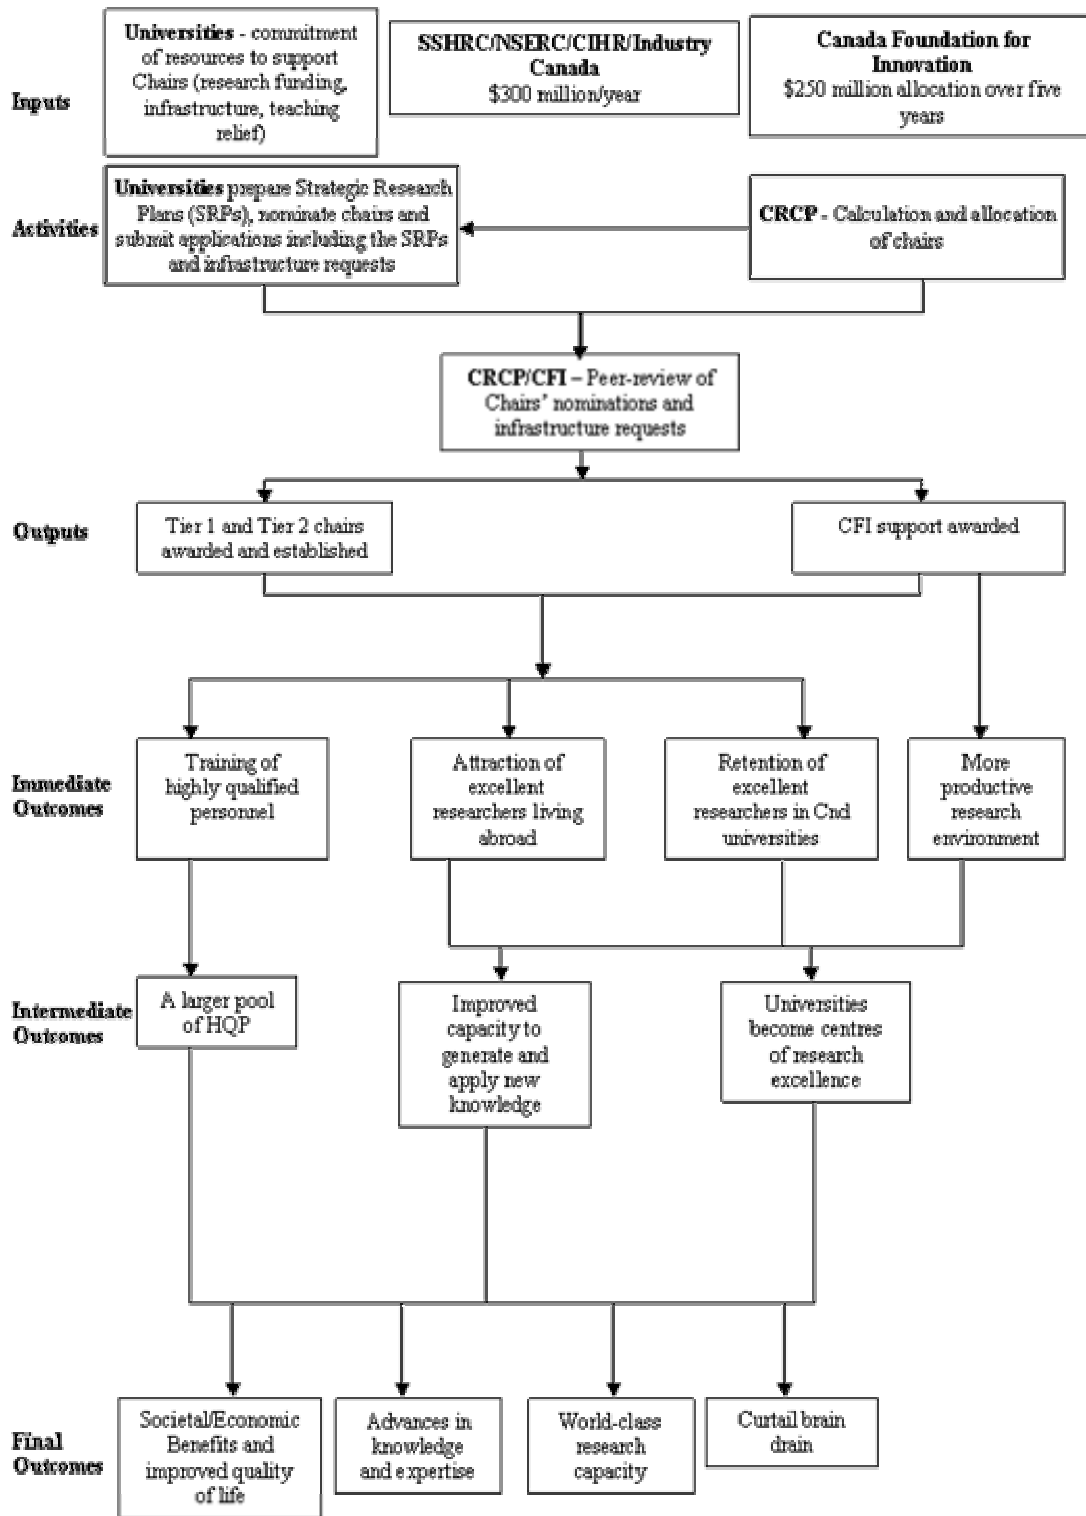 Inputs
Universities - commitment
of resources to support
Chairs (research funding,
infrastructure, teaching
relief)
SSHRC/NSERC/CIHR/Industry
Canada
$300 million/year
Canada Foundation for
Innovation
$250 million allocation over five
years
Activities
Universities prepare Strategic Research
Plans (SRPs), nominate chairs and
submit applications including the SRPs
and infrastructure requests
CRCP - Calculation and allocation
of chairs
CRCP/CFI – Peer-review of
Chairs’ nominations and
infrastructure requests
Outputs
Tier 1 and Tier 2 chairs
awarded and established
CFI support awarded
Immediate
Outcomes
Training of
highly qualified
personnel
Attraction of
excellent
researchers living
abroad
Retention of
excellent
researchers in Cnd
universities
More
productive
research
environment
Intermediate
Outcomes
A larger pool
of HQP
Improved
capacity to
generate and
apply new
knowledge
Universities
become centres
of research
excellence
Final
Outcomes
Societal/Economic
Benefits and
improved quality
of life
Advances in
knowledge
and expertise
World-class
research
capacity
Curtail brain
drain